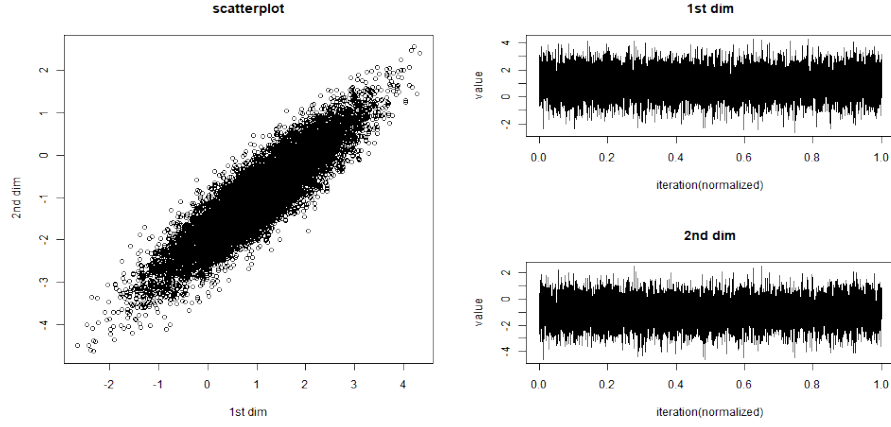 scatterplot
2nd dim
2
1
0
-1
-2
-3
-4
-2 -1 0 1 2 3 4
1st dim
1st dim
value
4
2
0
-2
0.0 0.2 0.4 0.6 0.8 1.0
iteration(normalized)
2nd dim
value
2
0
-2
-4
0.0 0.2 0.4 0.6 0.8 1.0
iteration(normalized)